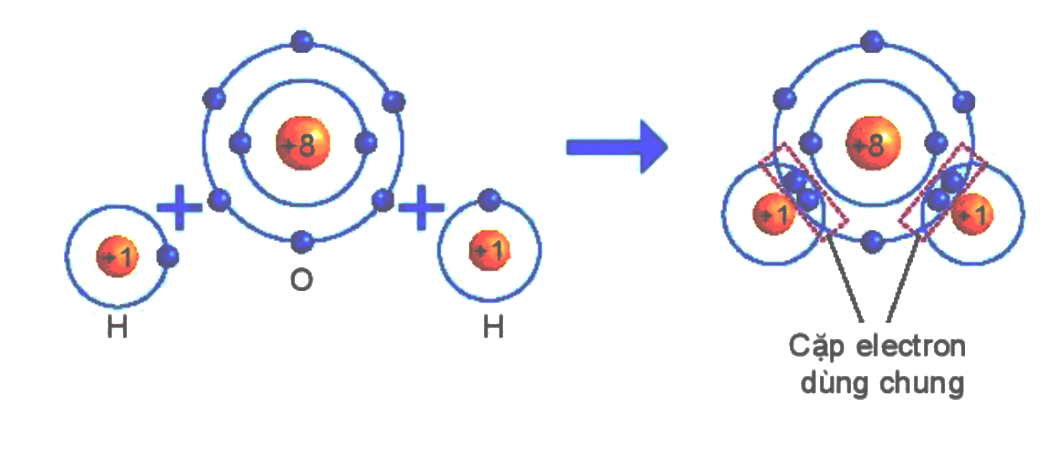 +8
+8
+
+
+1
+1
+1
+1
O
H
H
Cặp electron
dùng chung